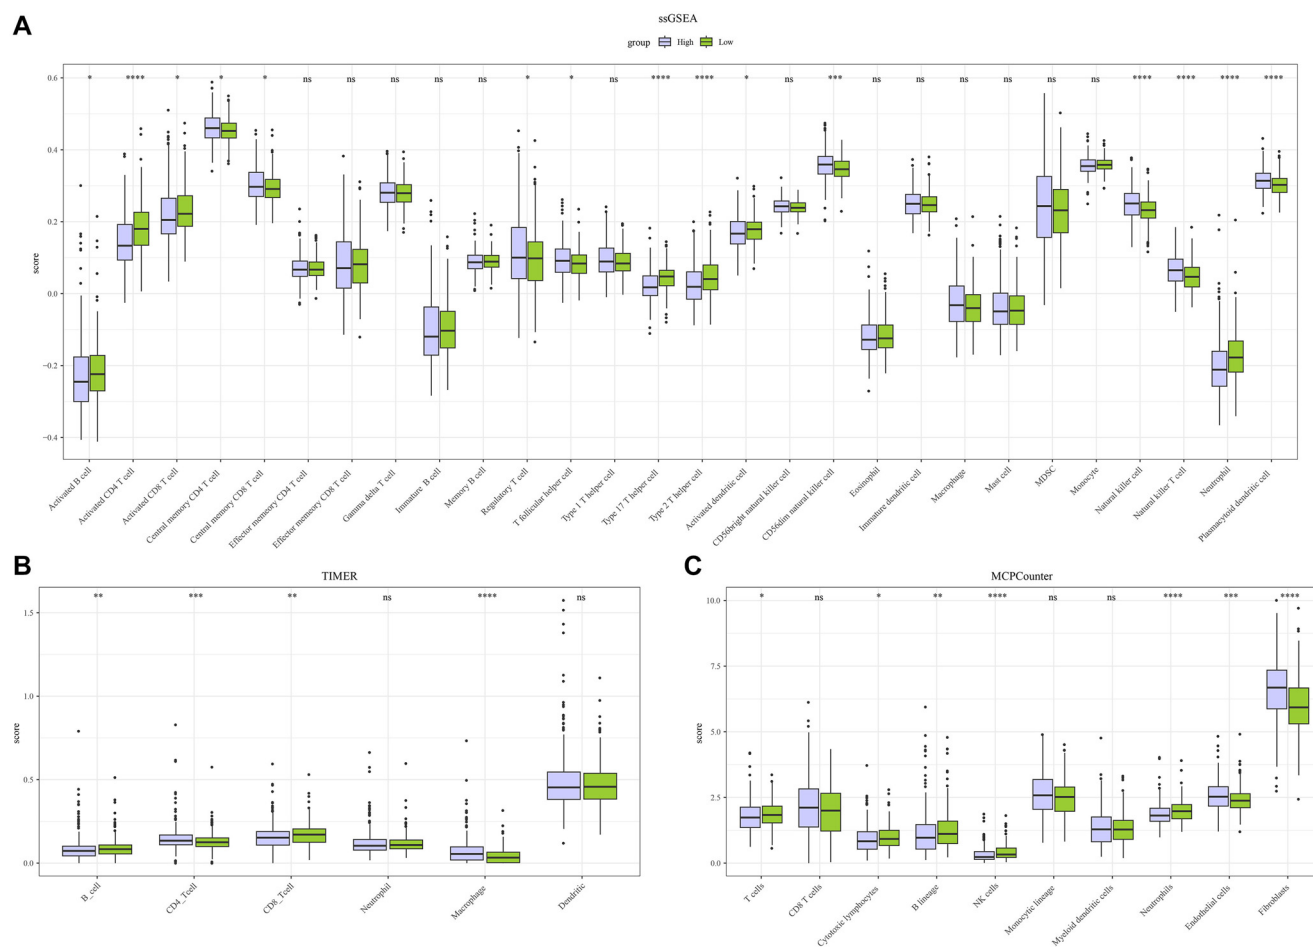 A
ssGSEA
group High Low
* **** * * * ns ns ns ns ns * * ns **** **** * ns *** ns ns ns ns ns ns **** **** **** ****
0.6
0.4
0.2
0.0
−0.2
−0.4
score
Activated B cell
Activated CD4 T cell
Activated CD8 T cell
Central memory CD4 T cell
Central memory CD8 T cell
Effector memeory CD4 T cell
Effector memeory CD8 T cell
Gamma delta T cell
Immature B cell
Memory B cell
Regulatory T cell
T follicular helper cell
Type 1 T helper cell
Type 17 T helper cell
Type 2 T helper cell
Activated dendritic cell
CD56bright natural killer cell
CD56dim natural killer cell
Eosinophil
Immature dendritic cell
Macrophage
Mast cell
MDSC
Monocyte
Natural killer cell
Natural killer T cell
Neutrophil
Plasmacytoid dendritic cell
B
TIMER
** *** ** ns **** ns
1.5
1.0
0.5
0.0
score
B_cell
CD4_Tcell
CD8_Tcell
Neutrophil
Macrophage
Dendritic
C
MCPCounter
* ns * ** **** ns ns **** *** ****
10.0
7.5
5.0
2.5
0.0
score
T cells
CD8 T cells
Cytotoxic lymphocytes
B lineage
NK cells
Monocytic lineage
Myeloid dendritic cells
Neutrophils
Endothelial cells
Fibroblasts